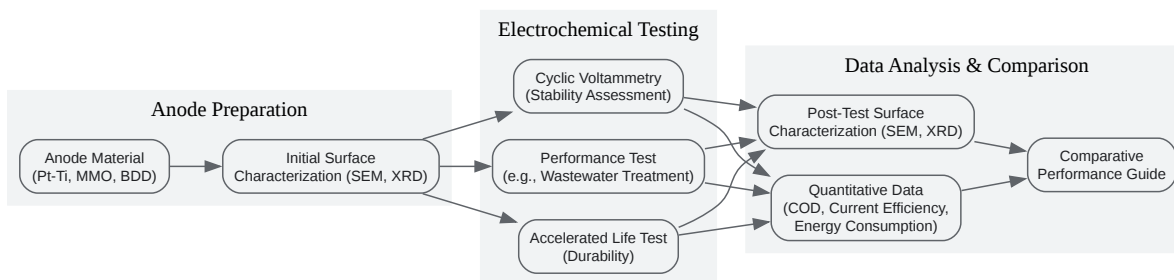 Anode Preparation
Anode Material
(Pt-Ti, MMO, BDD)
Initial Surface
Characterization (SEM, XRD)
Electrochemical Testing
Cyclic Voltammetry
(Stability Assessment)
Performance Test
(e.g., Wastewater Treatment)
Accelerated Life Test
(Durability)
Data Analysis & Comparison
Post-Test Surface
Characterization (SEM, XRD)
Quantitative Data
(COD, Current Efficiency,
Energy Consumption)
Comparative
Performance Guide